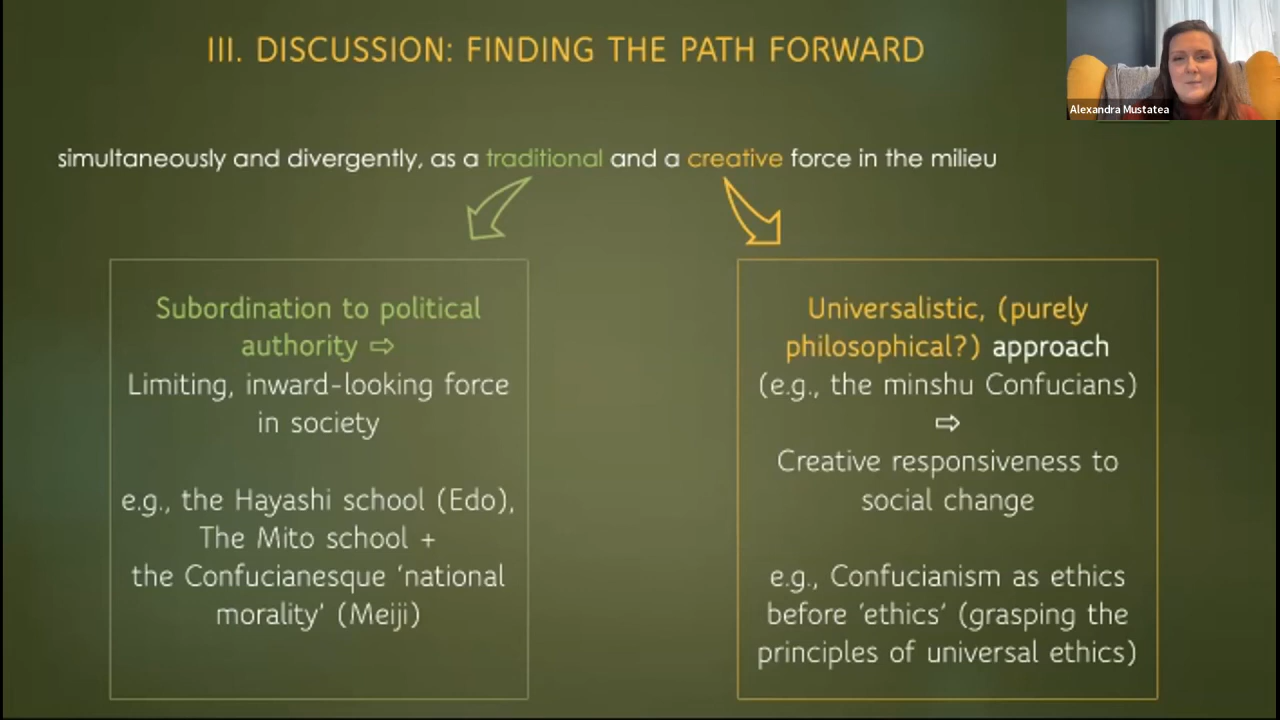 III. DISCUSSION: FINDING THE PATH FORWARD
Alexandra Mustatea
simultaneously and divergently, as a traditional and a creative force in the milieu
Subordination to political
authority ⇨
Limiting, inward-looking force
in society
e.g., the Hayashi school (Edo),
The Mito school +
the Confucianesque ‘national
morality’ (Meiji)
Universalistic, (purely
philosophical?) approach
(e.g., the minshu Confucians)
⇨
Creative responsiveness to
social change
e.g., Confucianism as ethics
before ‘ethics’ (grasping the
principles of universal ethics)